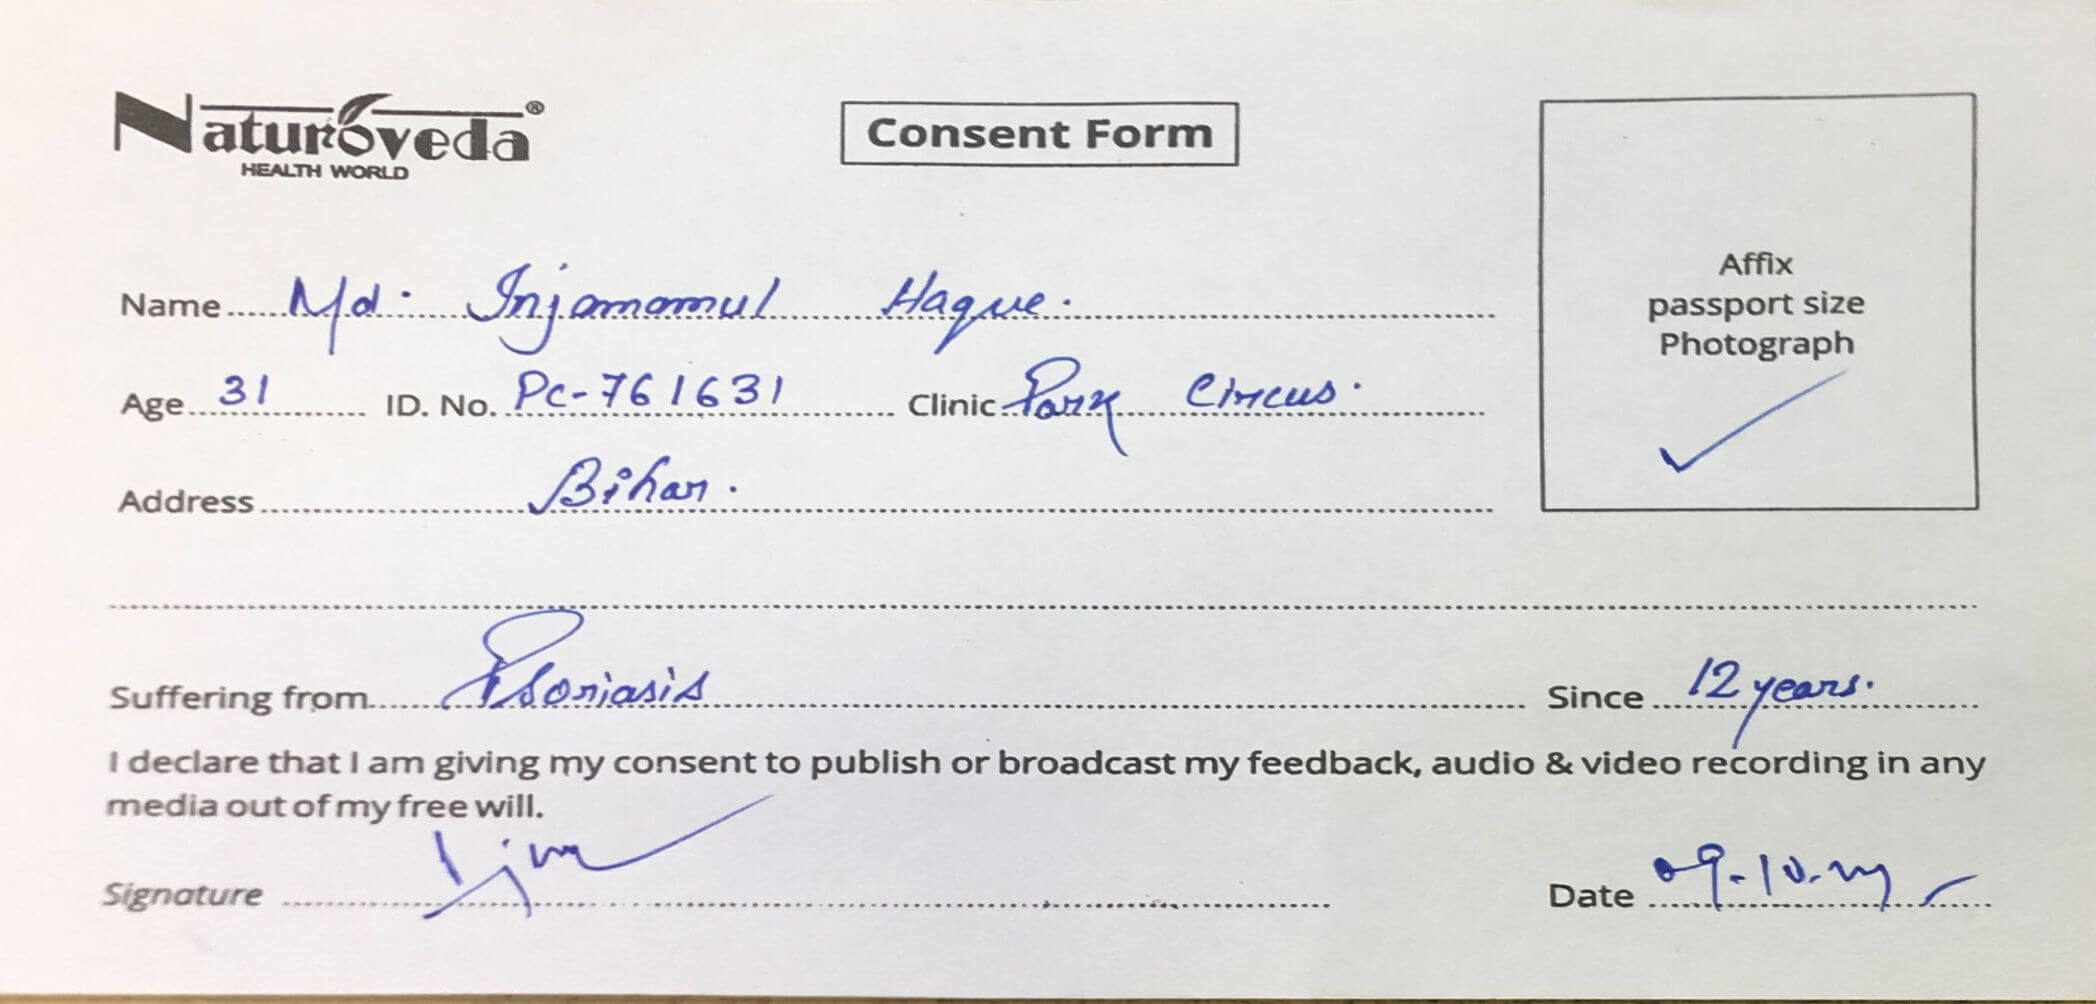 Naturoveda®
HEALTH WORLD
Consent Form
Name Md. Injamamul Haque.
Age 31 ID. No. PC-761631 Clinic Park Circus.
Address Bihar.
Affix
passport size
Photograph
Suffering from Psoriasis Since 12 years.
I declare that I am giving my consent to publish or broadcast my feedback, audio & video recording in any
media out of my free will.
Signature
Date 09-10-